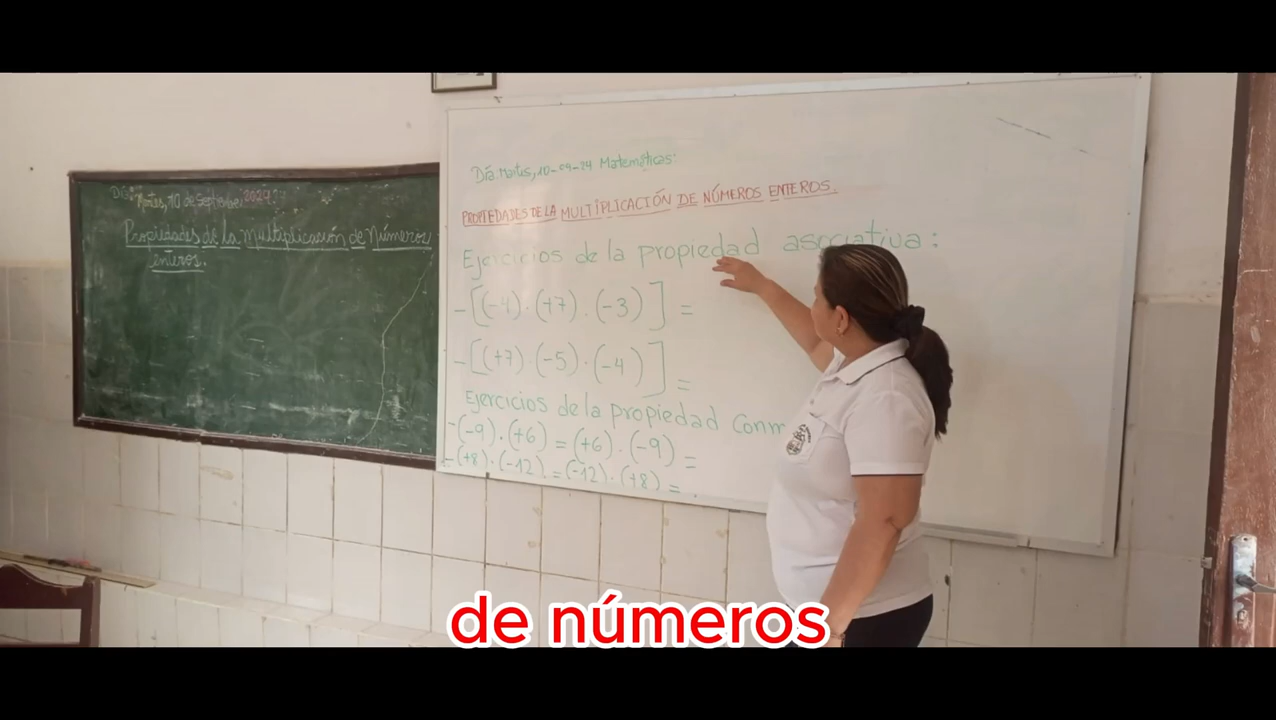 Día: Martes, 10 de Septiembre 2024
Propiedades de la Multiplicación de Números
enteros.
Día: Martes, 10-09-24 Matemáticas:
PROPIEDADES DE LA MULTIPLICACIÓN DE NÚMEROS ENTEROS.
Ejercicios de la propiedad asociativa:
-[(-4)·(+7)·(-3)] =
-[(+7)·(-5)·(-4)] =
Ejercicios de la propiedad Conm
-(-9)·(+6) = (+6)·(-9) =
-(+8)·(-12) = (-12)·(+8) =
de números